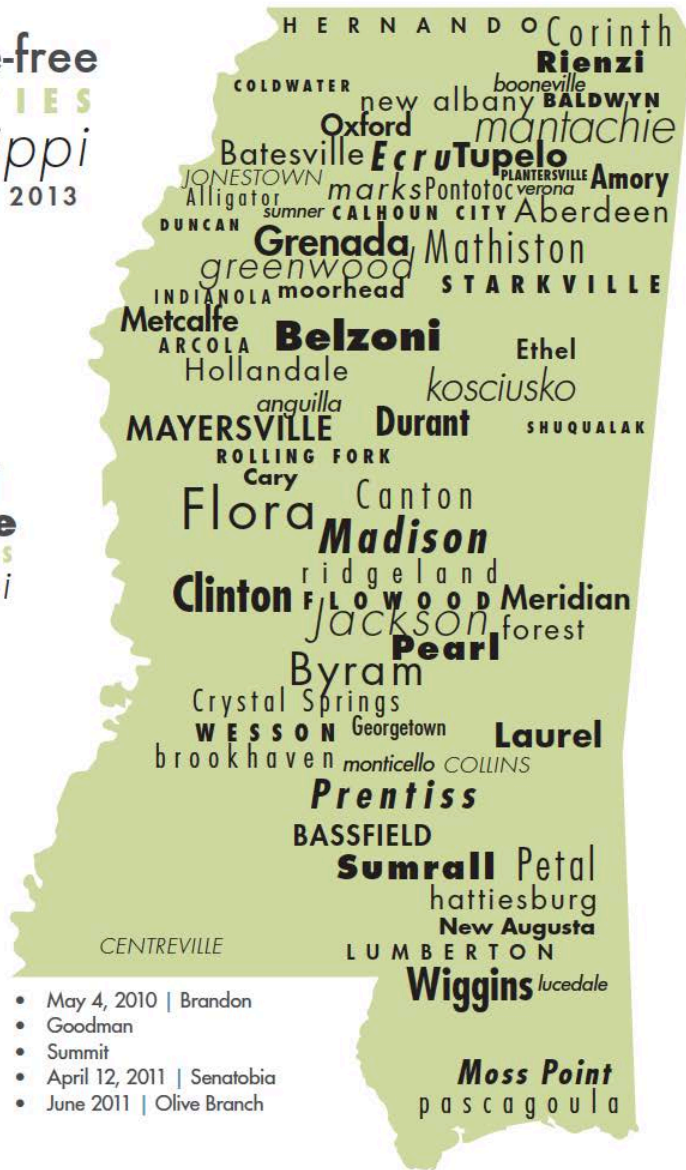 -free
IES
ippi
2013
e
s
i
HERNANDO Corinth
Rienzi
COLDWATER booneville
new albany BALDWYN
Oxford mantachie
Batesville Ecru Tupelo
JONESTOWN PLANTERSVILLE Amory
Alligator marks Pontotoc verona
DUNCAN sumner CALHOUN CITY Aberdeen
Grenada Mathiston
greenwood STARKVILLE
INDIANOLA moorhead
Metcalfe
ARCOLA Belzoni Ethel
Hollandale kosciusko
anguilla
MAYERSVILLE Durant SHUQUALAK
ROLLING FORK
Cary
Flora Canton
Madison
ridgeland
Clinton FLOWOOD Meridian
Jackson forest
Pearl
Byram
Crystal Springs
WESSON Georgetown Laurel
brookhaven monticello COLLINS
Prentiss
BASSFIELD
Sumrall Petal
hattiesburg
New Augusta
CENTREVILLE LUMBERTON
Wiggins lucedale
• May 4, 2010 | Brandon
• Goodman
• Summit
• April 12, 2011 | Senatobia
• June 2011 | Olive Branch
Moss Point
pascagoula